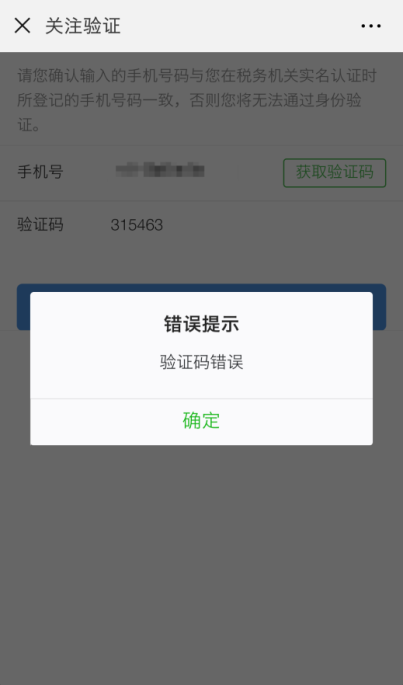 关注验证
请您确认输入的手机号码与您在税务机关实名认证时
所登记的手机号码一致，否则您将无法通过身份验
证。
手机号 获取验证码
验证码 315463
错误提示
验证码错误
确定